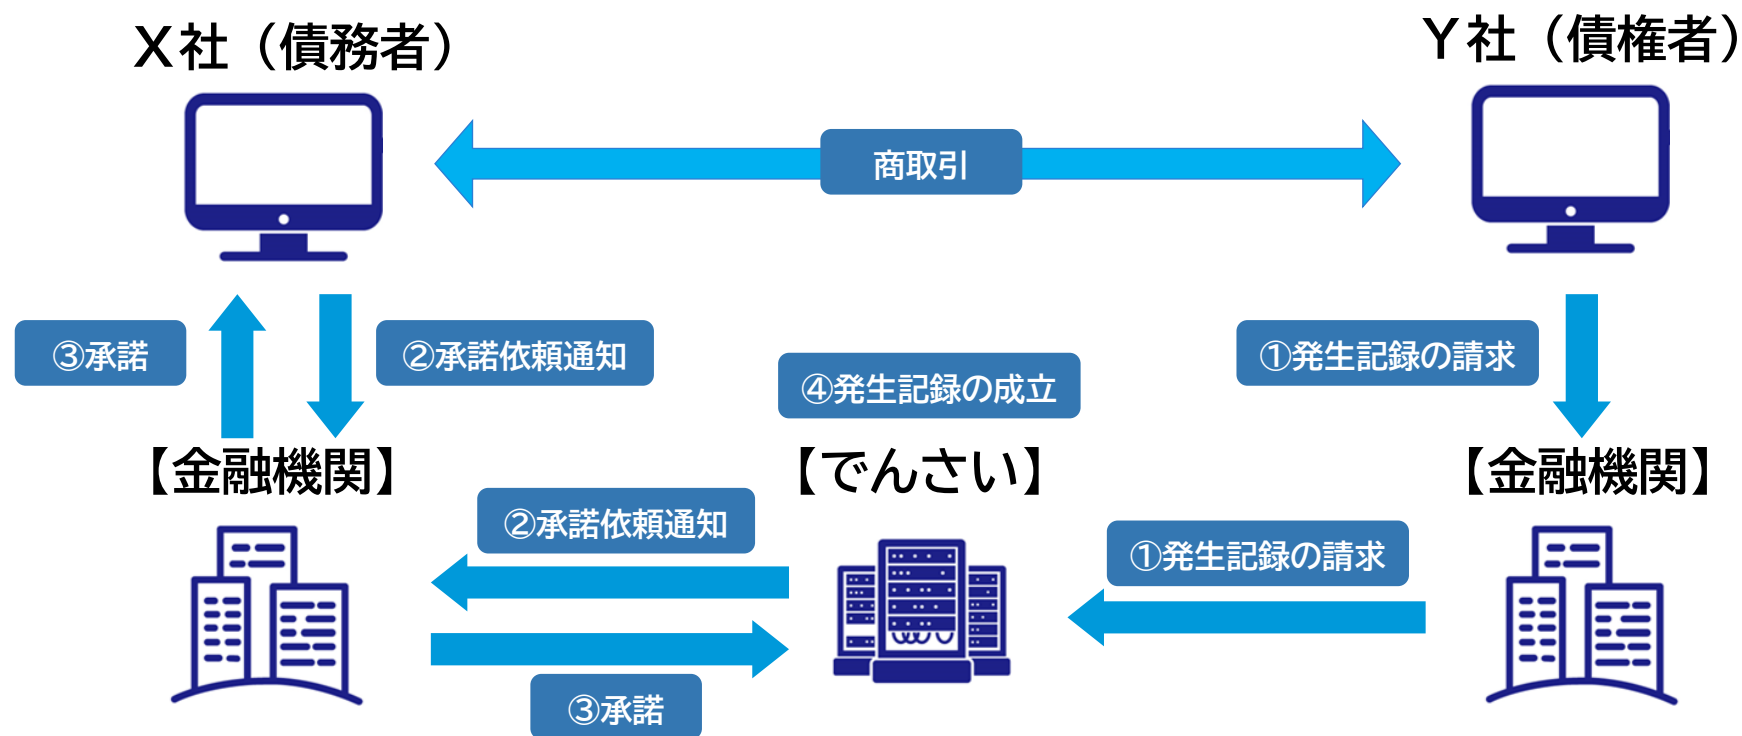 X社（債務者）
Y社（債権者）
商取引
③承諾
②承諾依頼通知
④発生記録の成立
①発生記録の請求
【金融機関】
【でんさい】
【金融機関】
②承諾依頼通知
①発生記録の請求
③承諾